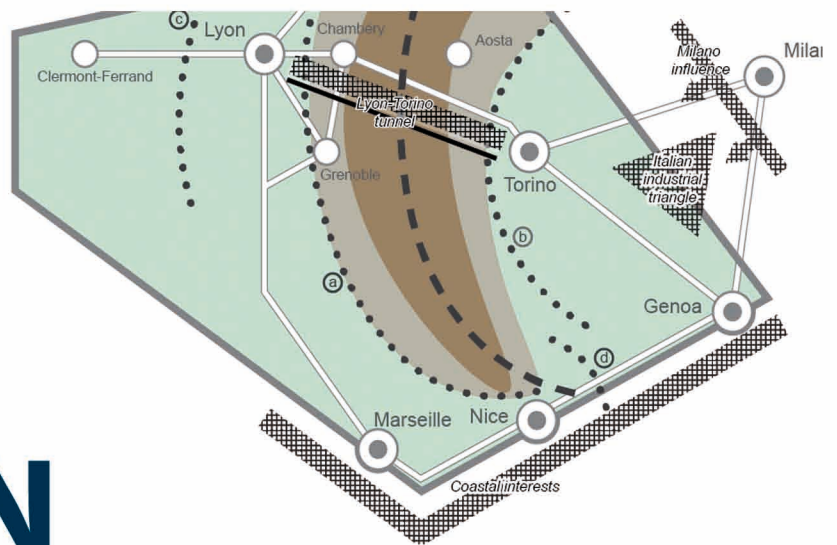 c
Lyon
Chambery
Aosta
Clermont-Ferrand
Milano
influence
Milan
Lyon-Torino
tunnel
Grenoble
Torino
Italian
industrial
triangle
b
a
Genoa
d
Marseille
Nice
Coastal interests
N